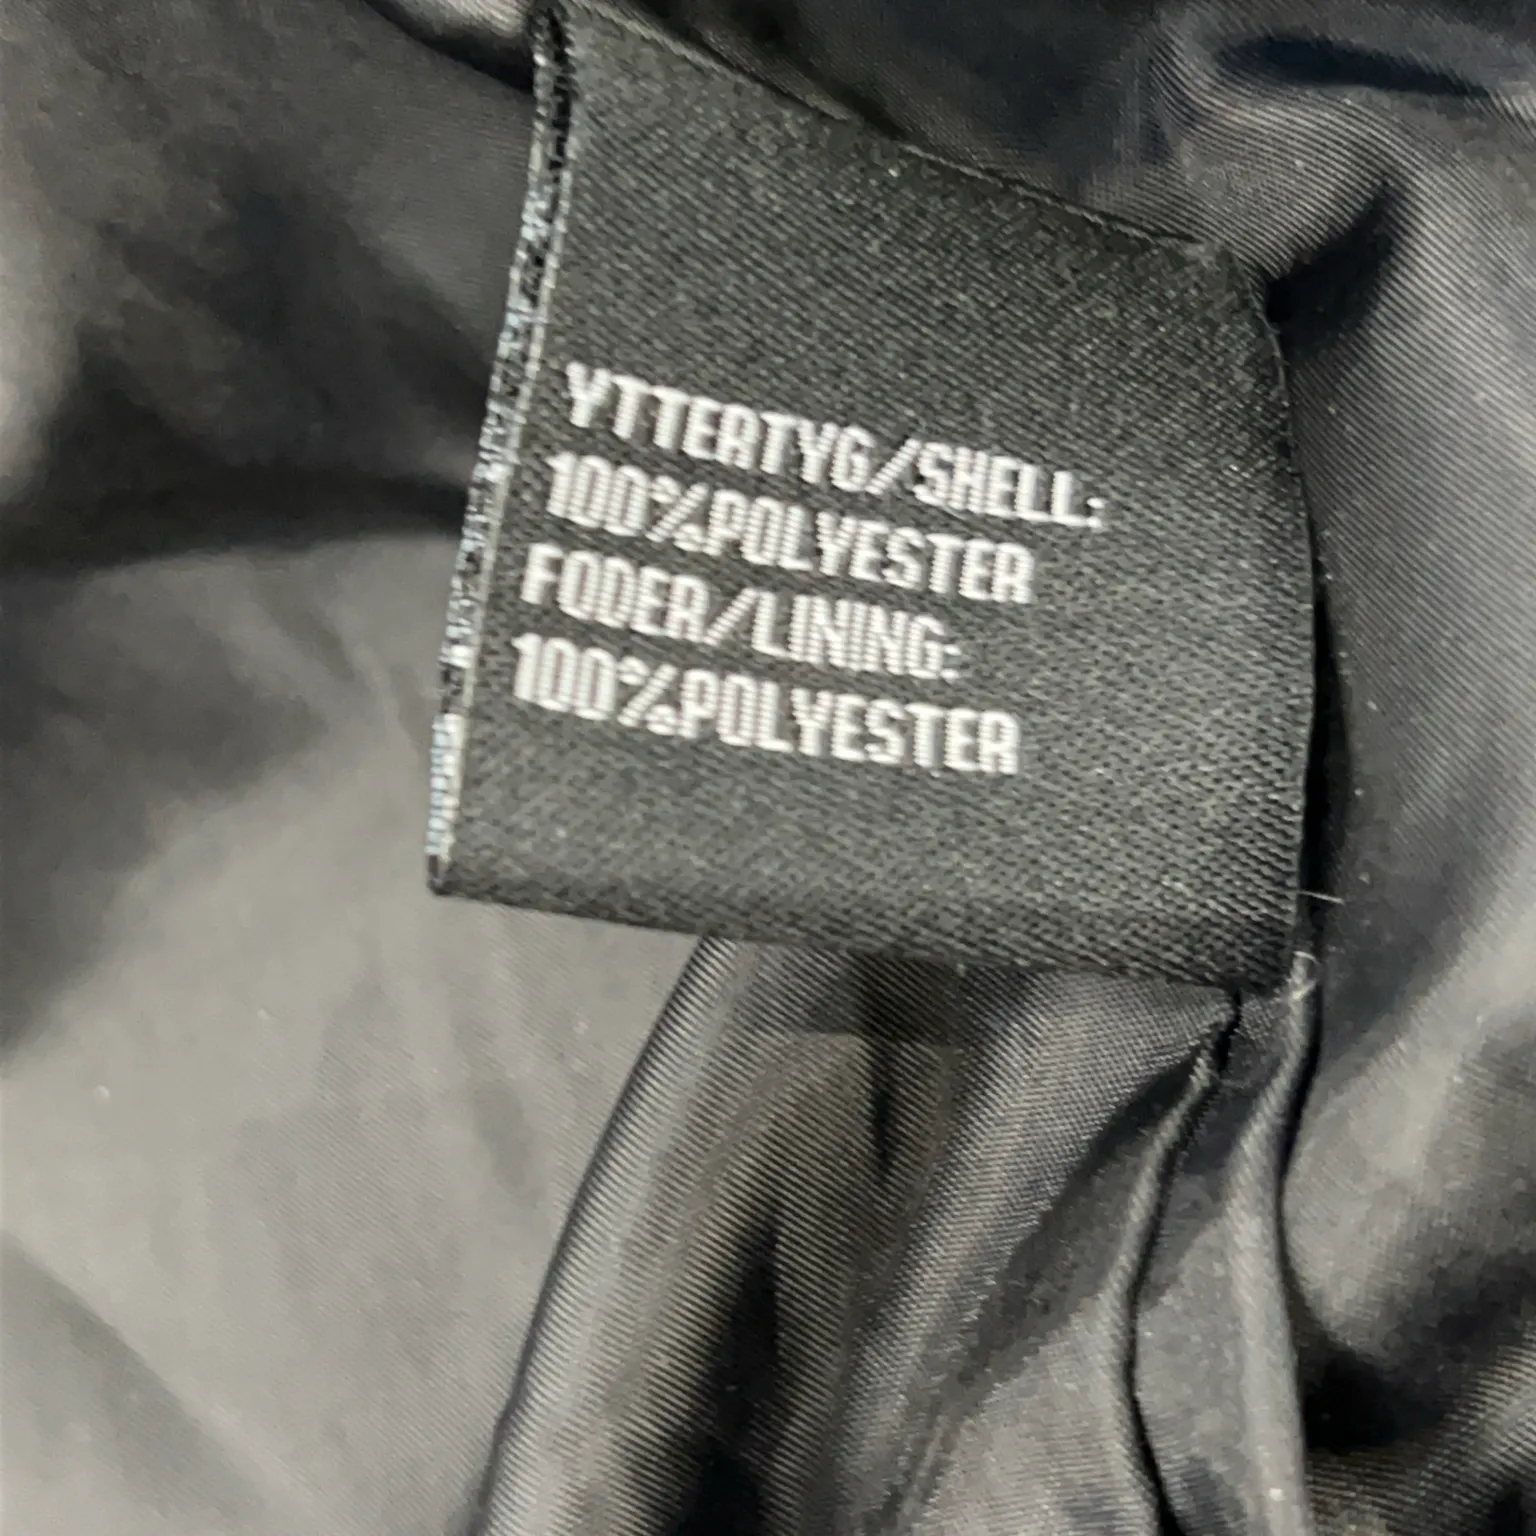 YTTERTYG/SHELL:
100%POLYESTER
FODER/LINING:
100%POLYESTER